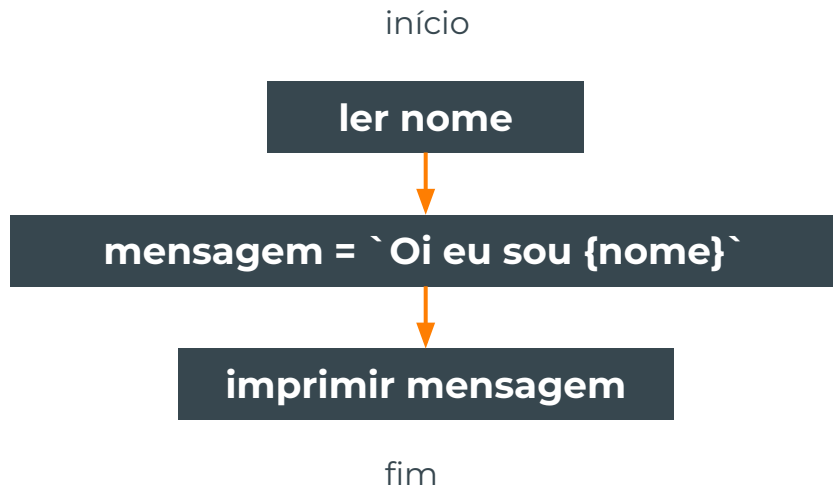 início
ler nome
mensagem = `Oi eu sou {nome}`
imprimir mensagem
fim